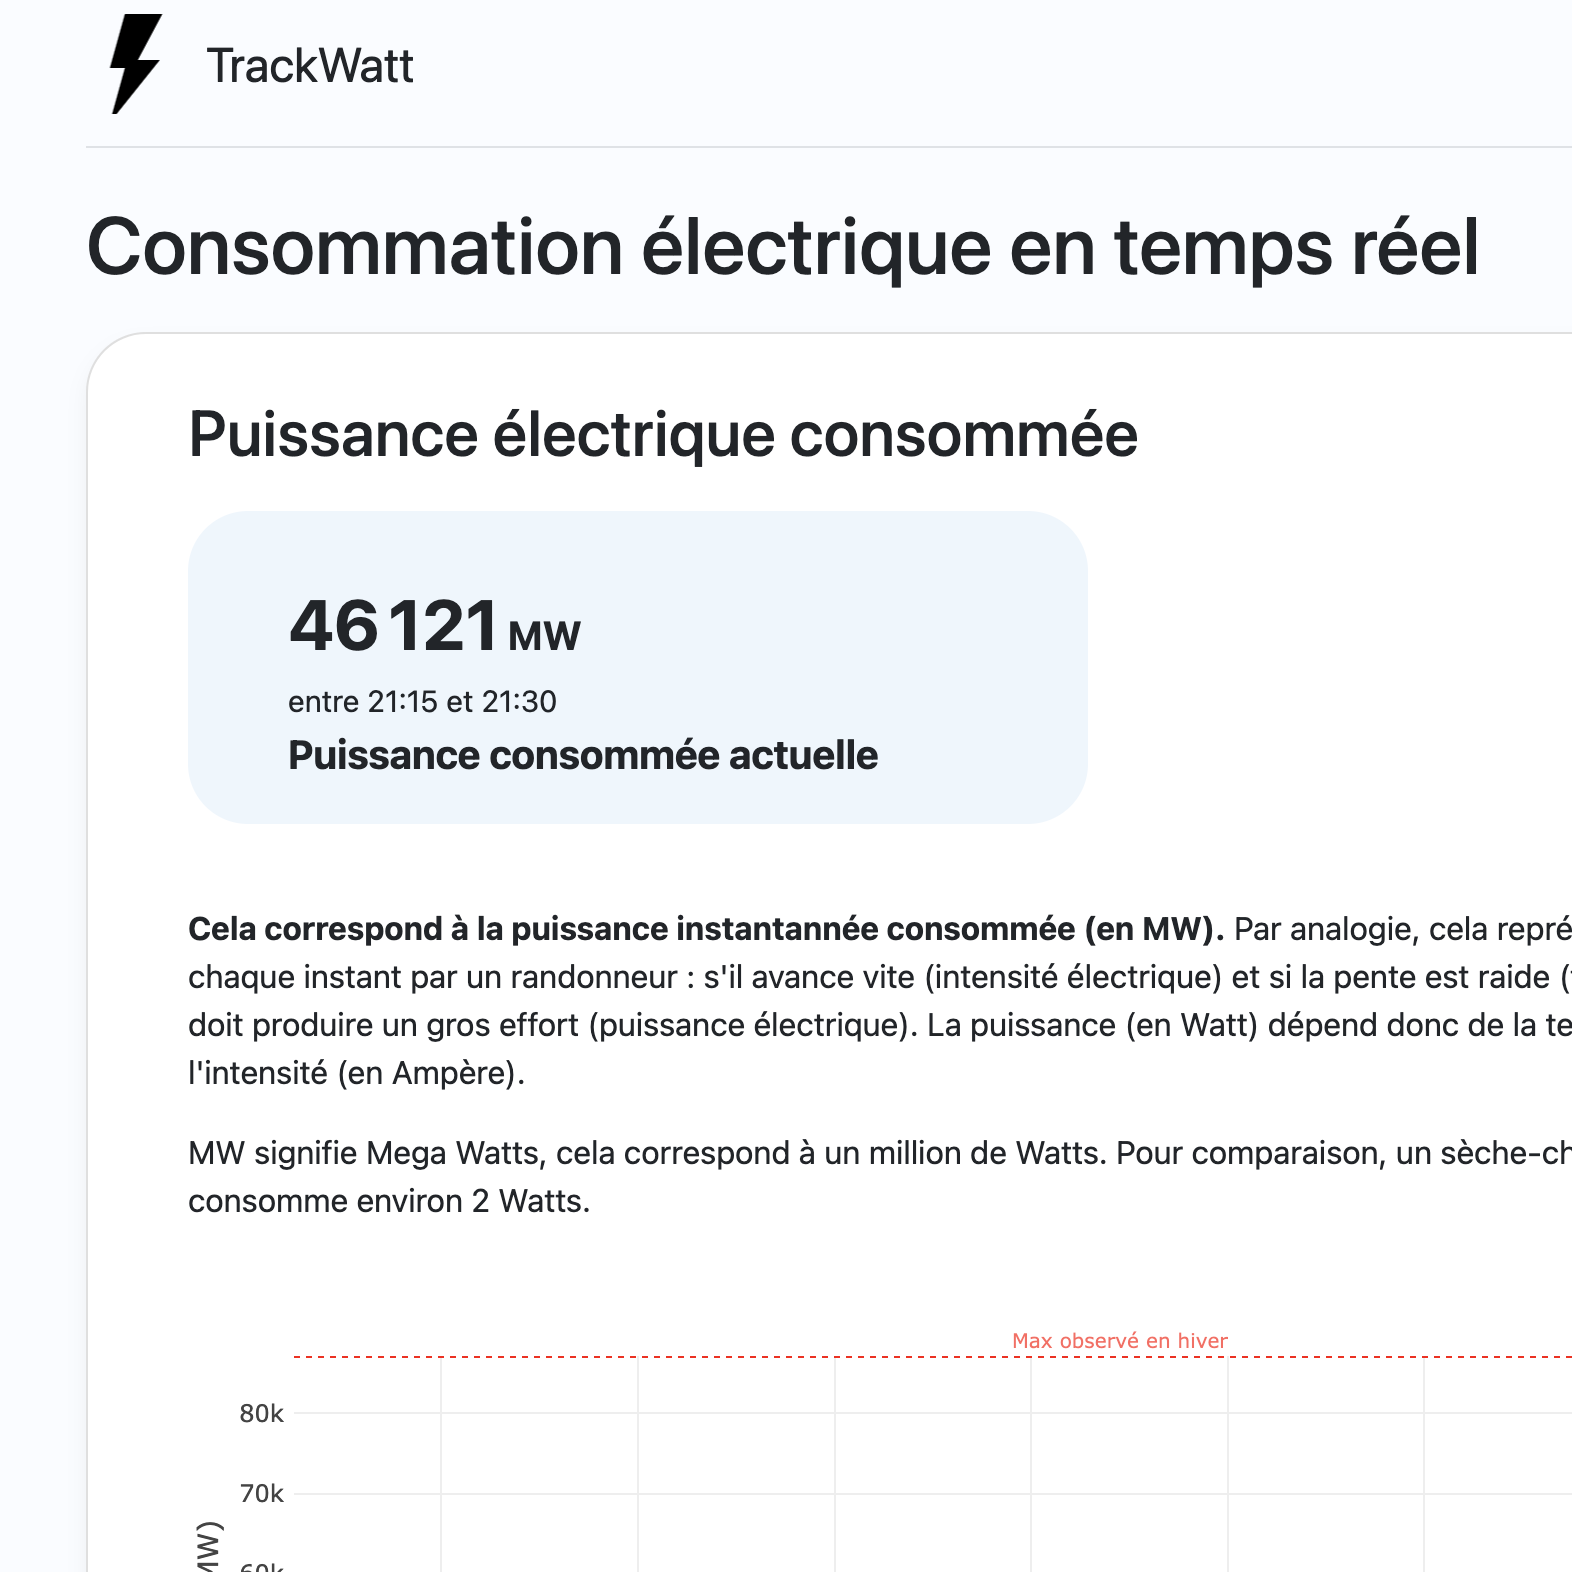 TrackWatt
Consommation électrique en temps réel
Puissance électrique consommée
46 121 MW
entre 21:15 et 21:30
Puissance consommée actuelle
Cela correspond à la puissance instantannée consommée (en MW). Par analogie, cela repré
chaque instant par un randonneur : s'il avance vite (intensité électrique) et si la pente est raide (
doit produire un gros effort (puissance électrique). La puissance (en Watt) dépend donc de la te
l'intensité (en Ampère).
MW signifie Mega Watts, cela correspond à un million de Watts. Pour comparaison, un sèche-ch
consomme environ 2 Watts.
Max observé en hiver
80k
70k
60k
MW)